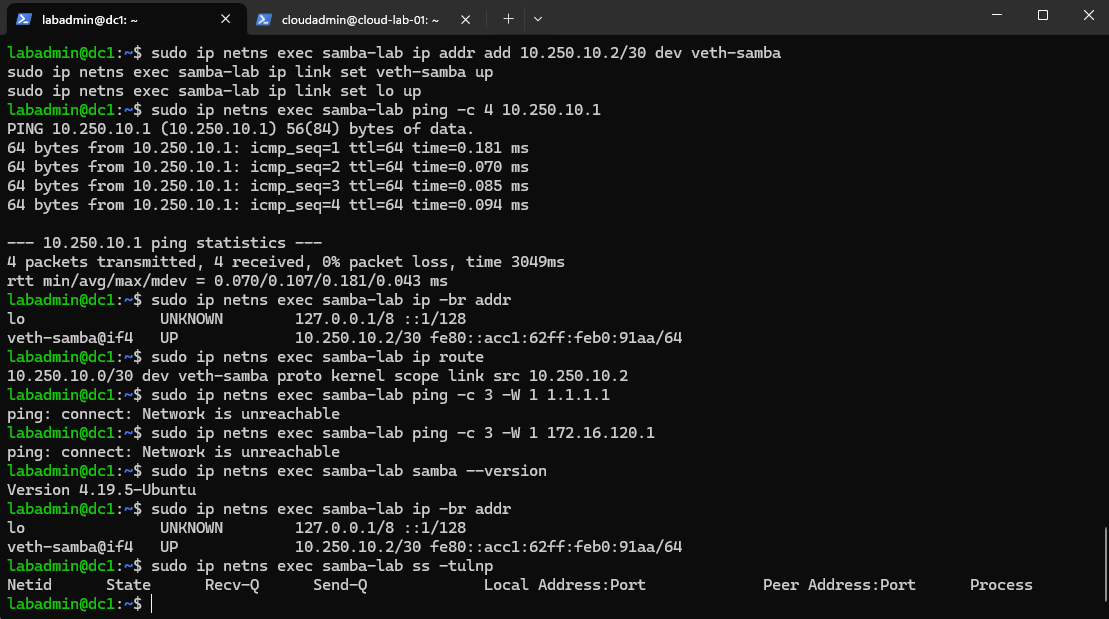 labadmin@dc1: ~
cloudadmin@cloud-lab-01: ~
labadmin@dc1:~$ sudo ip netns exec samba-lab ip addr add 10.250.10.2/30 dev veth-samba
sudo ip netns exec samba-lab ip link set veth-samba up
sudo ip netns exec samba-lab ip link set lo up
labadmin@dc1:~$ sudo ip netns exec samba-lab ping -c 4 10.250.10.1
PING 10.250.10.1 (10.250.10.1) 56(84) bytes of data.
64 bytes from 10.250.10.1: icmp_seq=1 ttl=64 time=0.181 ms
64 bytes from 10.250.10.1: icmp_seq=2 ttl=64 time=0.070 ms
64 bytes from 10.250.10.1: icmp_seq=3 ttl=64 time=0.085 ms
64 bytes from 10.250.10.1: icmp_seq=4 ttl=64 time=0.094 ms

--- 10.250.10.1 ping statistics ---
4 packets transmitted, 4 received, 0% packet loss, time 3049ms
rtt min/avg/max/mdev = 0.070/0.107/0.181/0.043 ms
labadmin@dc1:~$ sudo ip netns exec samba-lab ip -br addr
lo               UNKNOWN        127.0.0.1/8 ::1/128
veth-samba@if4   UP             10.250.10.2/30 fe80::acc1:62ff:feb0:91aa/64
labadmin@dc1:~$ sudo ip netns exec samba-lab ip route
10.250.10.0/30 dev veth-samba proto kernel scope link src 10.250.10.2
labadmin@dc1:~$ sudo ip netns exec samba-lab ping -c 3 -W 1 1.1.1.1
ping: connect: Network is unreachable
labadmin@dc1:~$ sudo ip netns exec samba-lab ping -c 3 -W 1 172.16.120.1
ping: connect: Network is unreachable
labadmin@dc1:~$ sudo ip netns exec samba-lab samba --version
Version 4.19.5-Ubuntu
labadmin@dc1:~$ sudo ip netns exec samba-lab ip -br addr
lo               UNKNOWN        127.0.0.1/8 ::1/128
veth-samba@if4   UP             10.250.10.2/30 fe80::acc1:62ff:feb0:91aa/64
labadmin@dc1:~$ sudo ip netns exec samba-lab ss -tulnp
Netid      State      Recv-Q      Send-Q             Local Address:Port             Peer Address:Port      Process
labadmin@dc1:~$